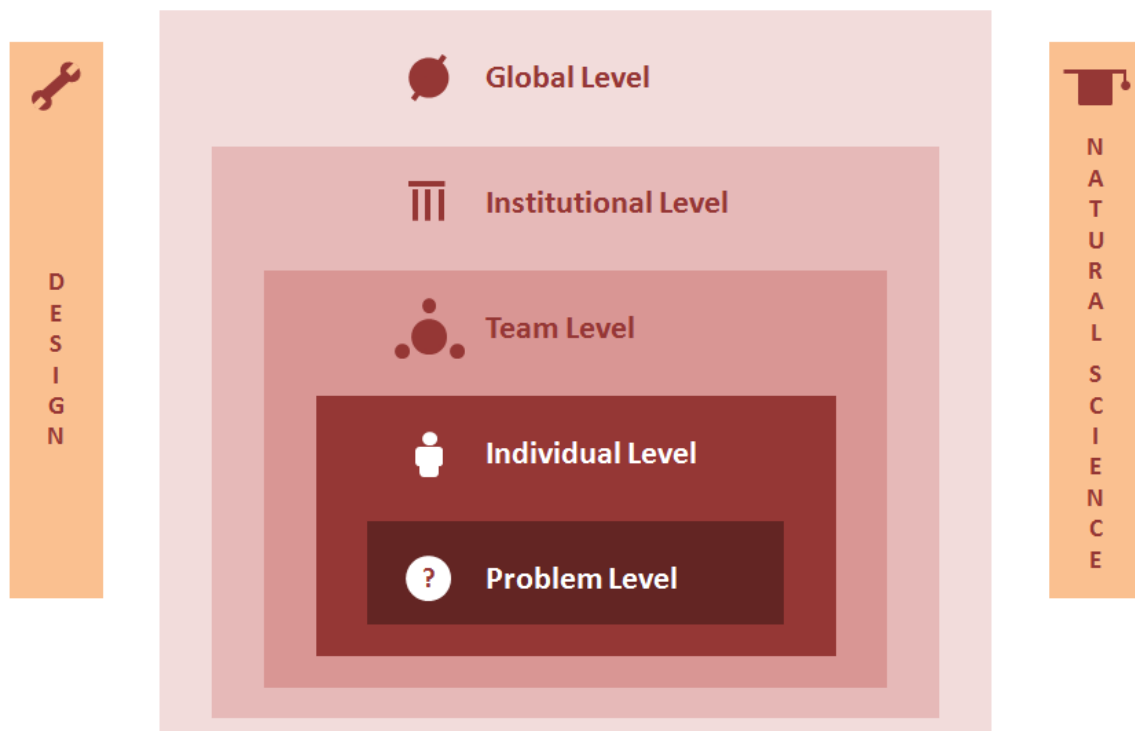 DESIGN
Global Level
Institutional Level
Team Level
Individual Level
?
Problem Level
NATURAL SCIENCE